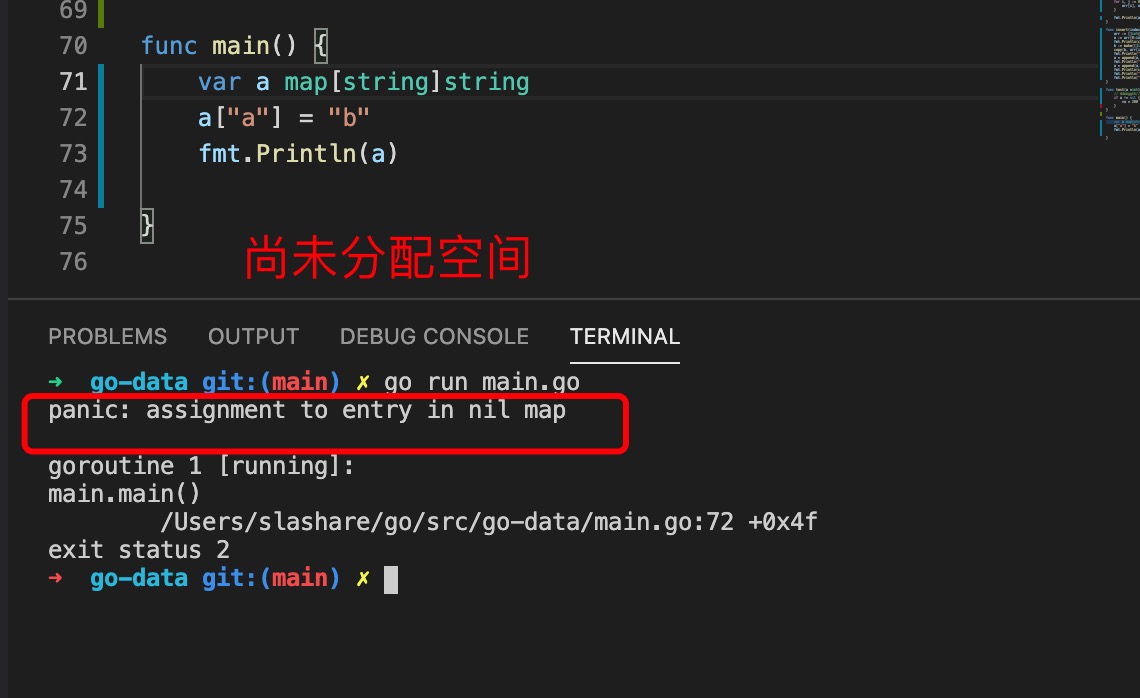 69
70 func main() {
71 var a map[string]string
72 a["a"] = "b"
73 fmt.Println(a)
74
75 }
76
尚未分配空间
PROBLEMS OUTPUT DEBUG CONSOLE TERMINAL
➜ go-data git:(main) ✗ go run main.go
panic: assignment to entry in nil map
goroutine 1 [running]:
main.main()
/Users/slashare/go/src/go-data/main.go:72 +0x4f
exit status 2
➜ go-data git:(main) ✗